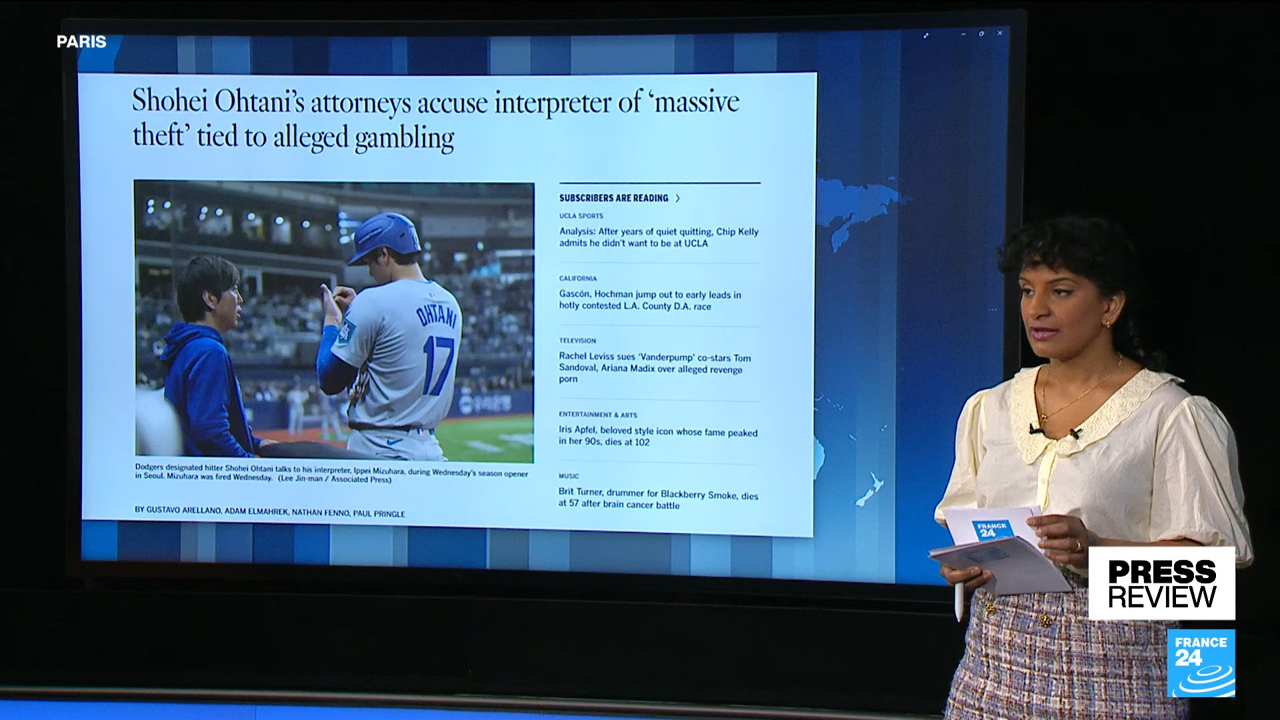 PARIS
Shohei Ohtani's attorneys accuse interpreter of 'massive
theft' tied to alleged gambling
OHTANI
17
Dodgers designated hitter Shohei Ohtani talks to his interpreter, Ippei Mizuhara, during Wednesday's season opener
in Seoul. Mizuhara was fired Wednesday. (Lee Jin-man / Associated Press)
BY GUSTAVO ARELLANO, ADAM ELMAHREK, NATHAN FENNO, PAUL PRINGLE
SUBSCRIBERS ARE READING >
UCLA SPORTS
Analysis: After years of quiet quitting, Chip Kelly
admits he didn't want to be at UCLA
CALIFORNIA
Gascón, Hochman jump out to early leads in
hotly contested L.A. County D.A. race
TELEVISION
Rachel Leviss sues 'Vanderpump' co-stars Tom
Sandoval, Ariana Madix over alleged revenge
porn
ENTERTAINMENT & ARTS
Iris Apfel, beloved style icon whose fame peaked
in her 90s, dies at 102
MUSIC
Brit Turner, drummer for Blackberry Smoke, dies
at 57 after brain cancer battle
FRANCE
24
PRESS
REVIEW
FRANCE
24